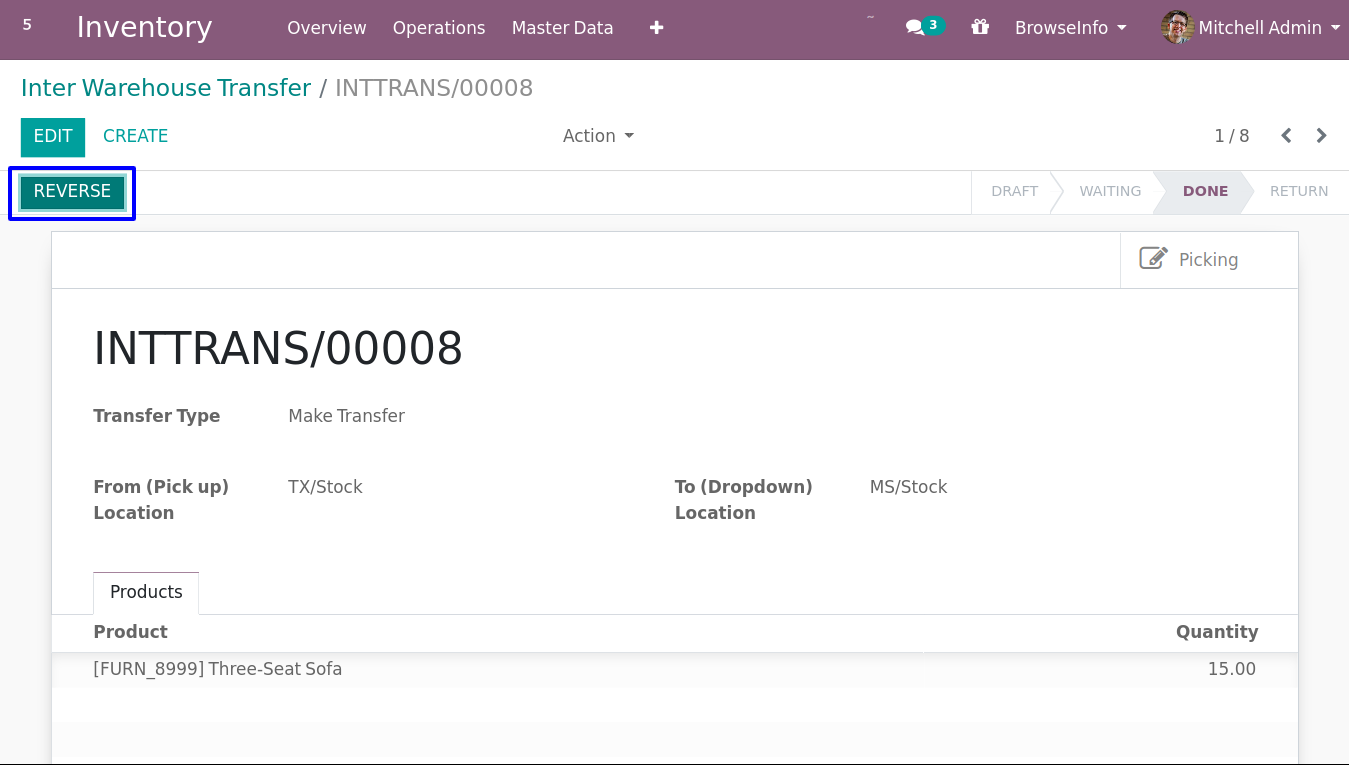 5 Inventory Overview Operations Master Data + 3 BrowseInfo Mitchell Admin
Inter Warehouse Transfer / INTTRANS/00008
EDIT CREATE Action 1 / 8
REVERSE DRAFT WAITING DONE RETURN
Picking
INTTRANS/00008
Transfer Type Make Transfer
From (Pick up) Location TX/Stock
To (Dropdown) Location MS/Stock
Products
Product Quantity
[FURN_8999] Three-Seat Sofa 15.00